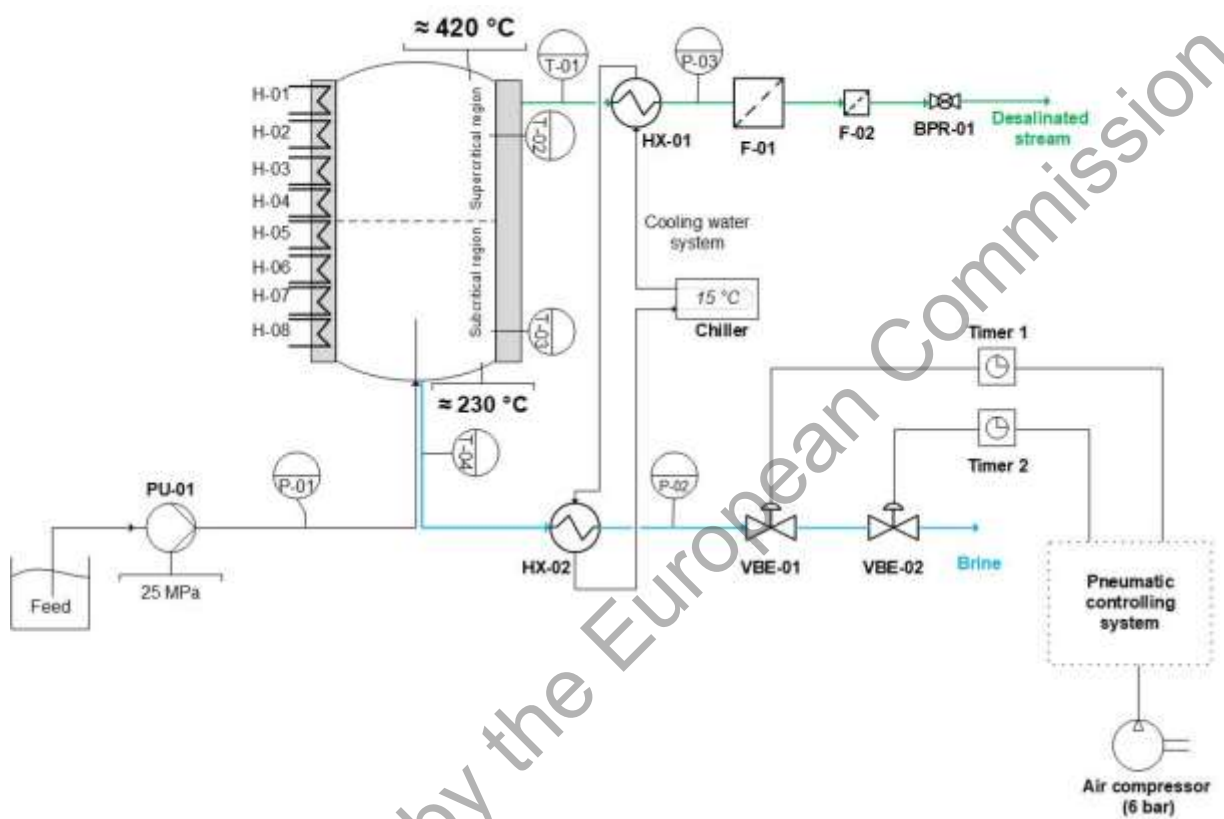 ≈ 420 °C
T-01
P-03
H-01
H-02
H-03
H-04
H-05
H-06
H-07
H-08
Supercritical region
T-02
Subcritical region
T-03
HX-01
F-01
F-02
BPR-01
Desalinated
stream
Cooling water
system
15 °C
Chiller
Timer 1
Timer 2
≈ 230 °C
T-04
PU-01
P-01
P-02
25 MPa
Feed
HX-02
VBE-01
VBE-02
Brine
Pneumatic
controlling
system
Air compressor
(6 bar)
by the European Commission